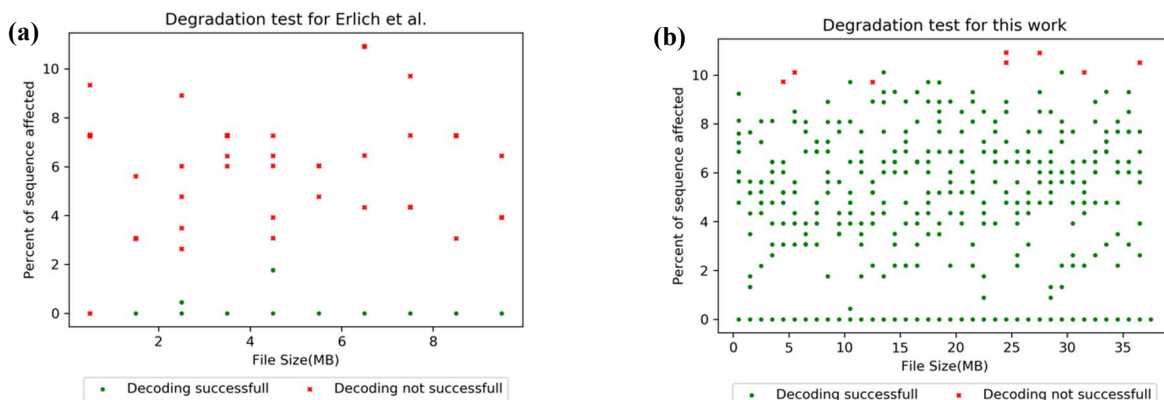 (a)
Degradation test for Erlich et al.
Percent of sequence affected
10
8
6
4
2
0
2
4
6
8
File Size(MB)
Decoding successfull
Decoding not successfull
(b)
Degradation test for this work
Percent of sequence affected
10
8
6
4
2
0
0
5
10
15
20
25
30
35
File Size(MB)
Decoding successfull
Decoding not successfull